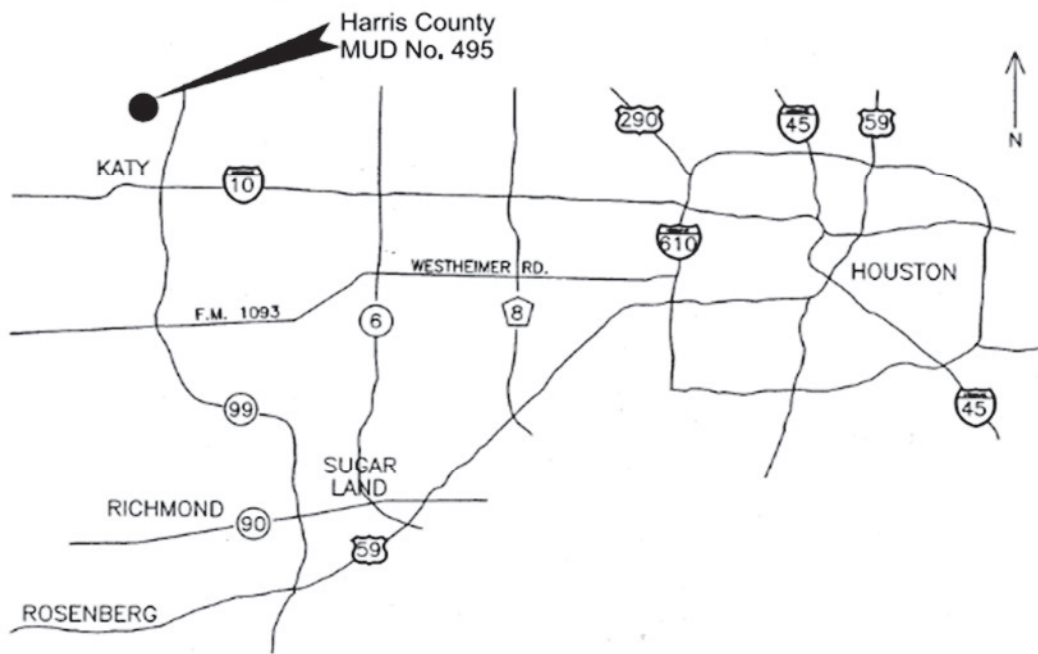 Harris County
MUD No. 495
290
45
59
N
KATY
10
610
WESTHEIMER RD.
HOUSTON
F.M. 1093
6
8
99
45
SUGAR
LAND
RICHMOND
90
59
ROSENBERG